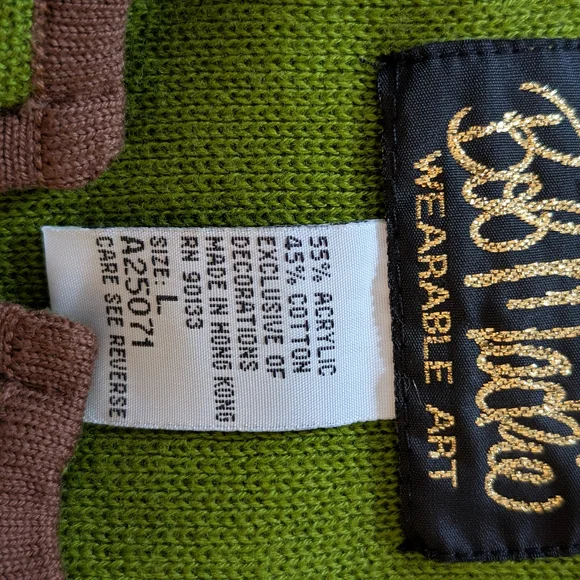 Bob Mackie
WEARABLE ART
55% ACRYLIC
45% COTTON
EXCLUSIVE OF
DECORATIONS
MADE IN HONG KONG
RN 90133
SIZE: L
A25071
CARE SEE REVERSE